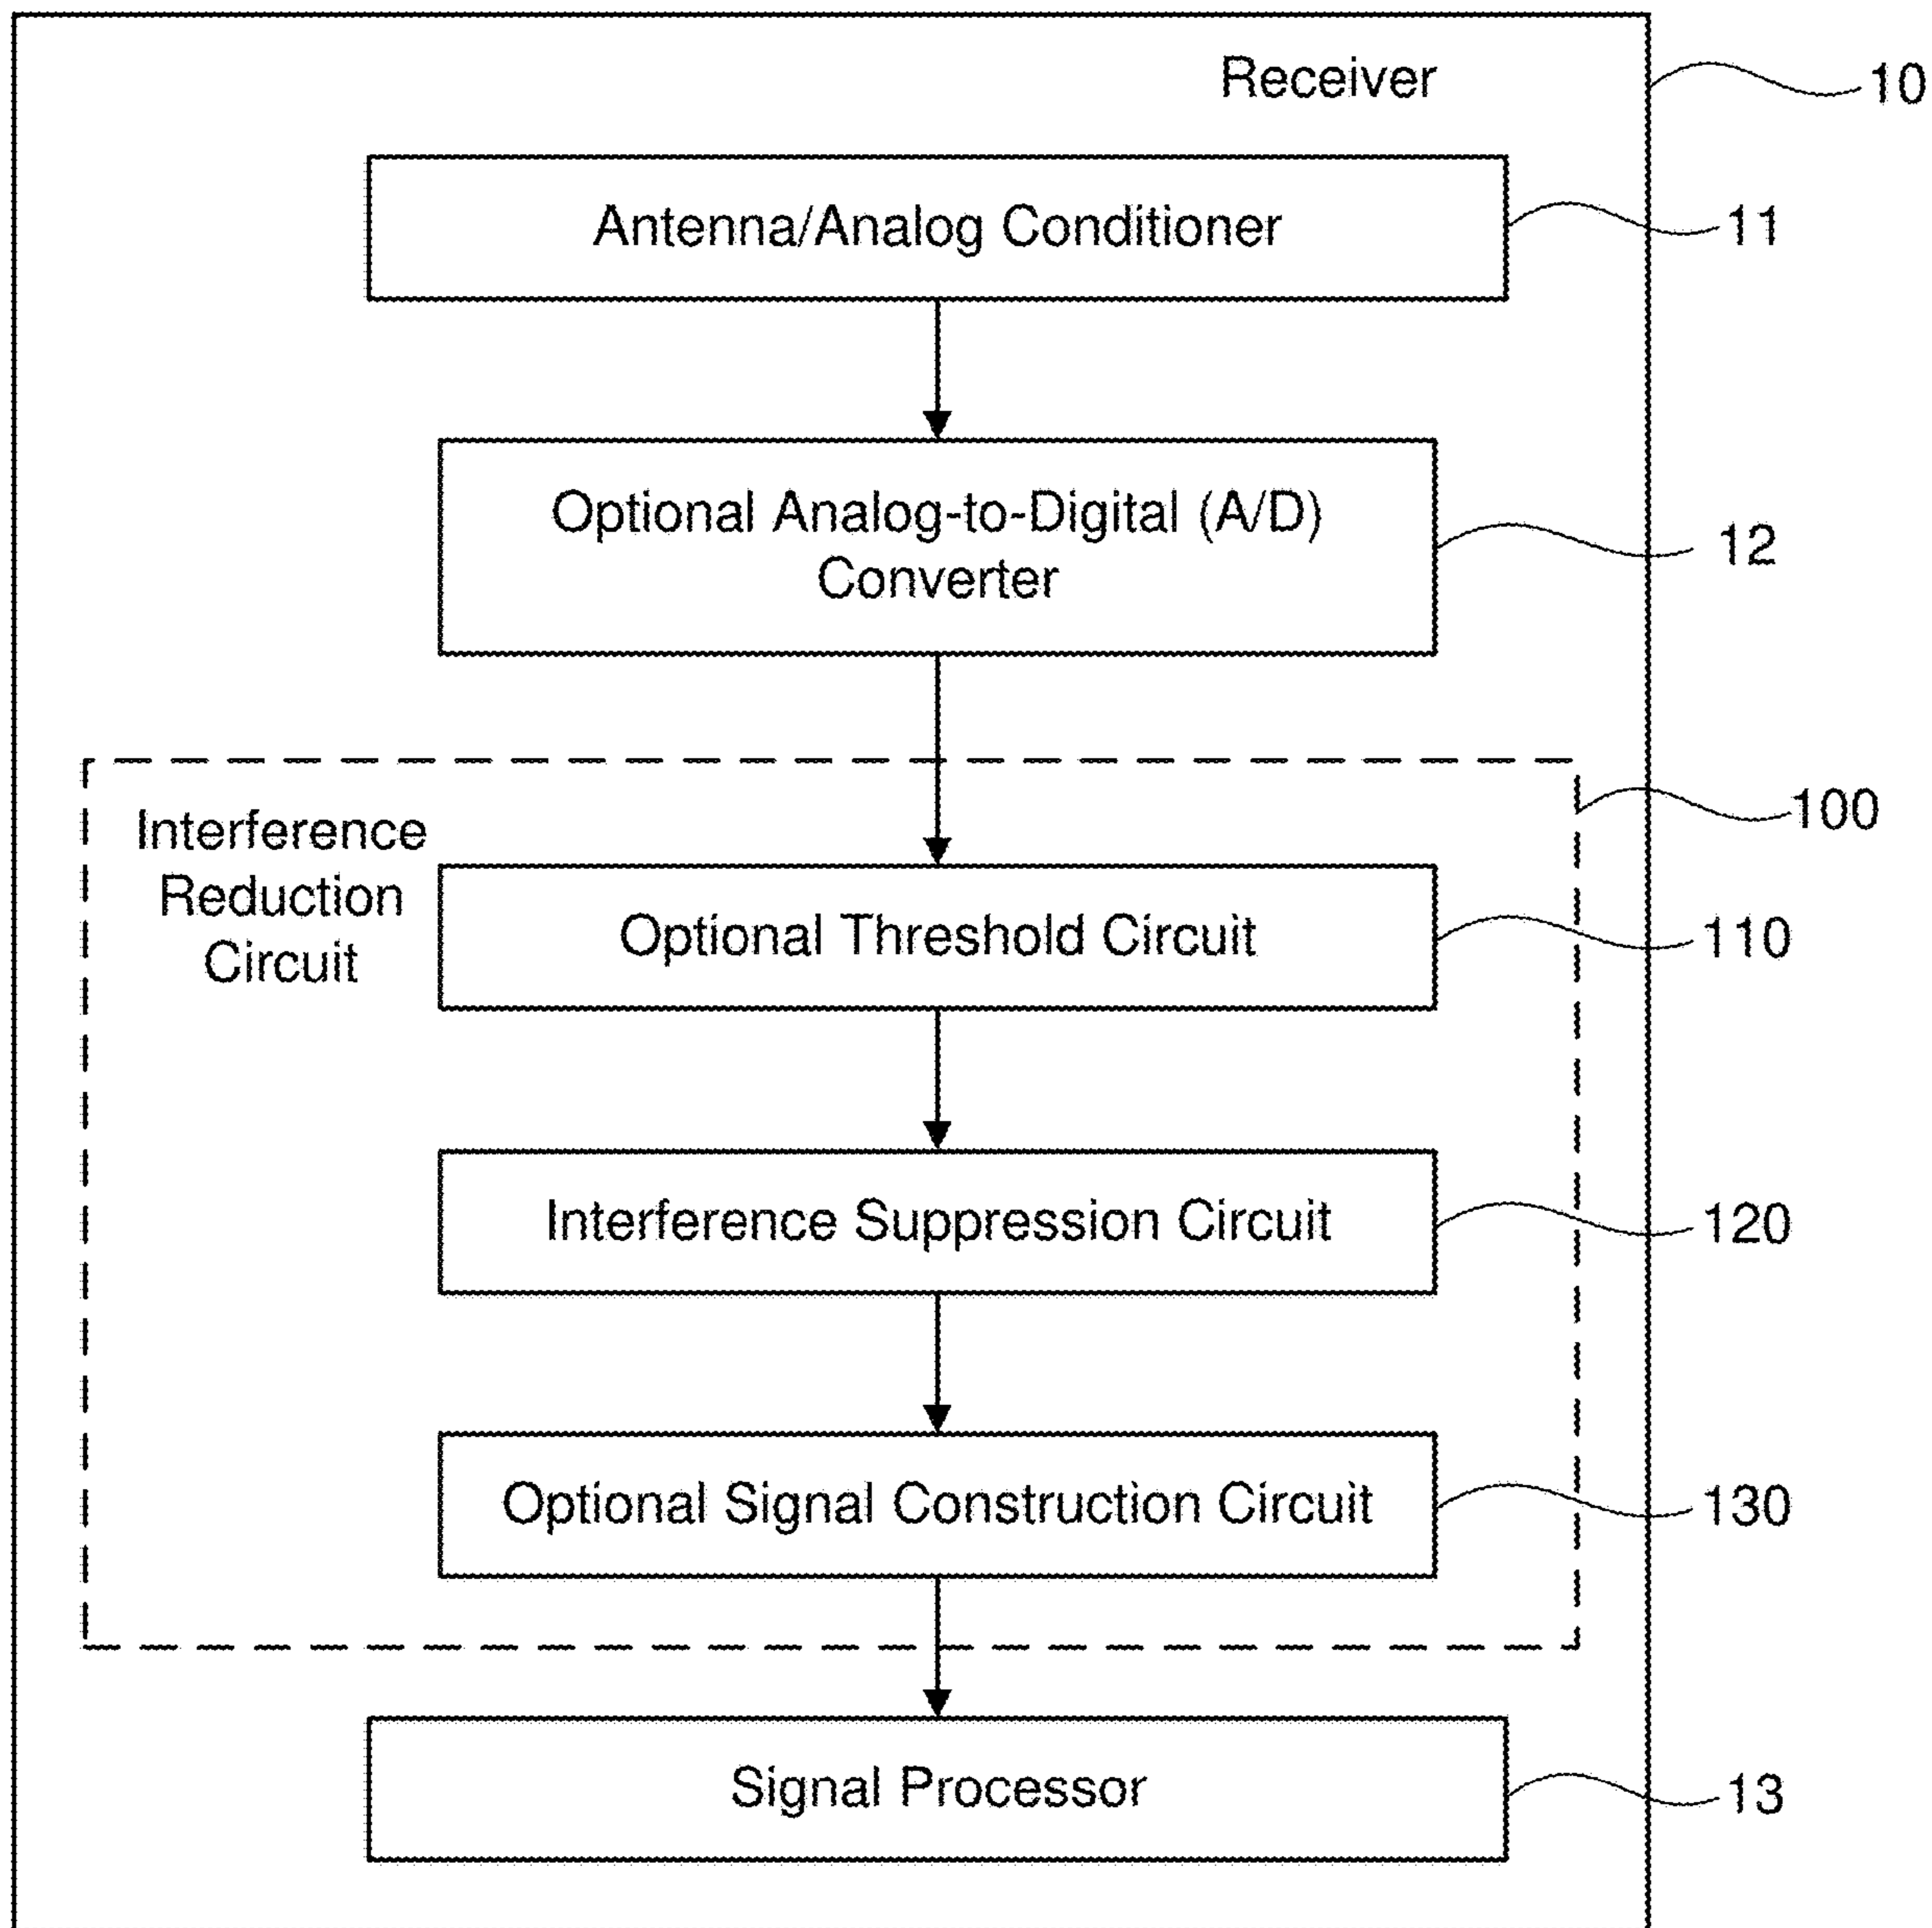 Receiver
10
Antenna/Analog Conditioner
11
Optional Analog-to-Digital (A/D)
Converter
12
Interference
Reduction
Circuit
100
Optional Threshold Circuit
110
Interference Suppression Circuit
120
Optional Signal Construction Circuit
130
Signal Processor
13